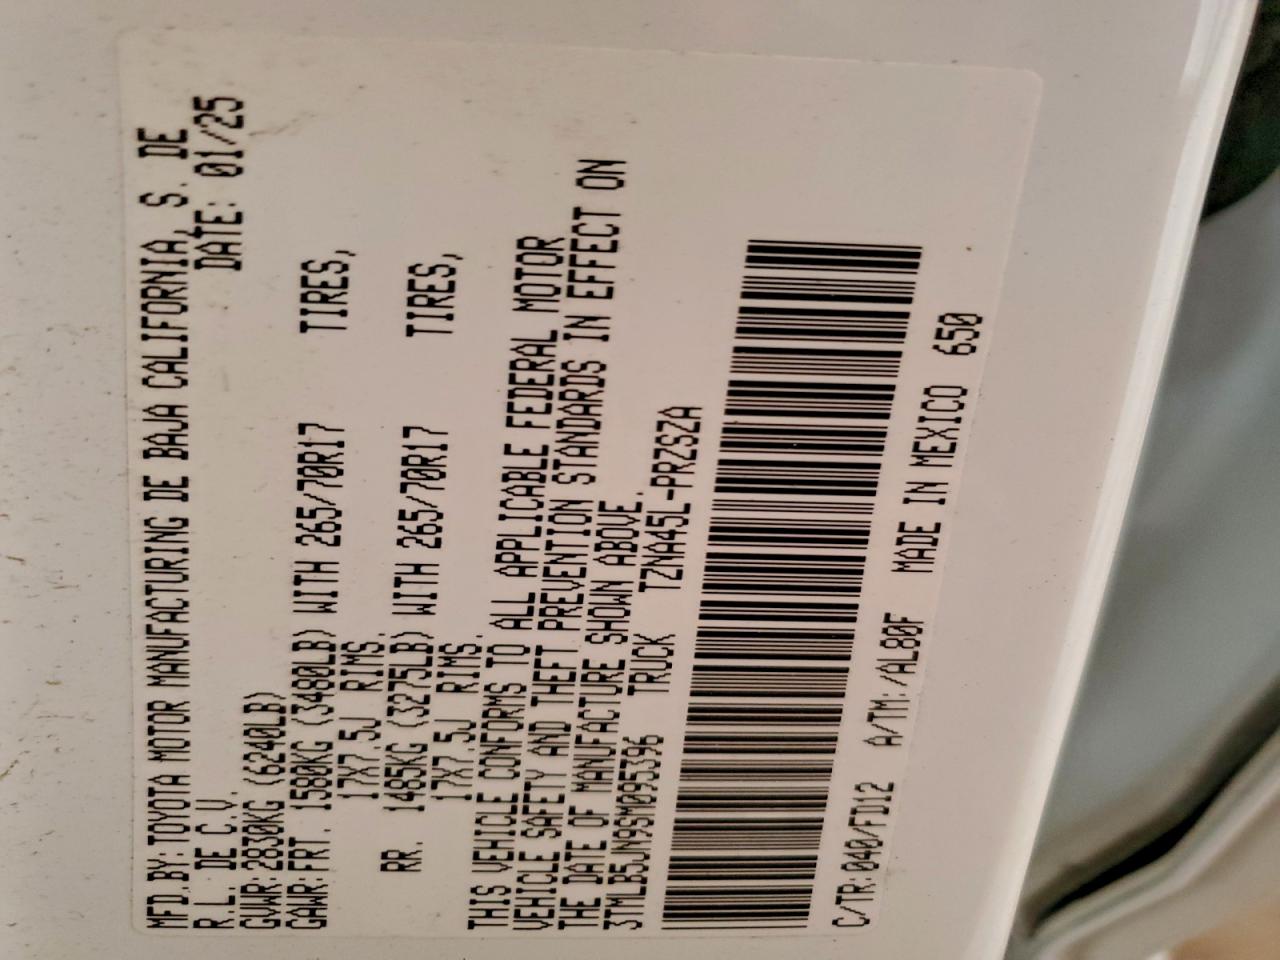 MFD.BY:TOYOTA MOTOR MANUFACTURING DE BAJA CALIFORNIA, S. DE
R.L. DE C.V. DATE: 01/25
GVWR:2830KG (6240LB)
GAWR:FRT. 1580KG (3480LB) WITH 265/70R17 TIRES,
17X7.5J RIMS.
RR. 1485KG (3275LB) WITH 265/70R17 TIRES,
17X7.5J RIMS.
THIS VEHICLE CONFORMS TO ALL APPLICABLE FEDERAL MOTOR
VEHICLE SAFETY AND THEFT PREVENTION STANDARDS IN EFFECT ON
THE DATE OF MANUFACTURE SHOWN ABOVE.
3TMLB5JN9SM095396 TRUCK TZNA45L-PRZSZA
C/TR:040/FD12 A/TM:/AL80F MADE IN MEXICO 650